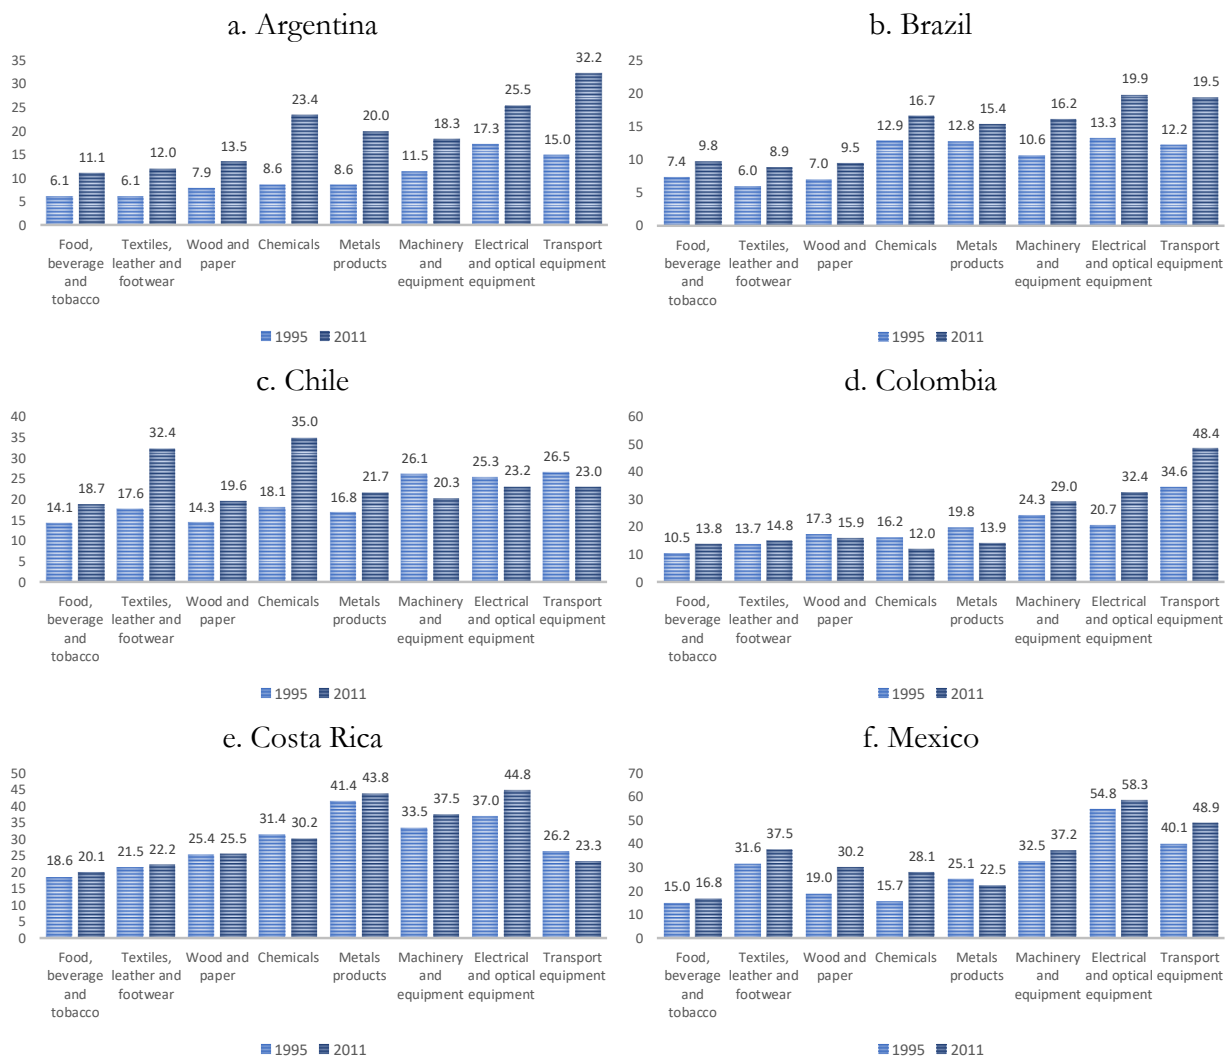 a. Argentina
35
30
25
20
15
10
5
0
6.1 11.1 6.1 12.0 7.9 13.5 8.6 23.4 8.6 20.0 11.5 18.3 17.3 25.5 15.0 32.2
Food, Textiles, Wood and Chemicals Metals Machinery Electrical Transport
beverage leather and paper products and and optical equipment
and footwear equipment equipment
tobacco
1995 2011
b. Brazil
25
20
15
10
5
0
7.4 9.8 6.0 8.9 7.0 9.5 12.9 16.7 12.8 15.4 10.6 16.2 13.3 19.9 12.2 19.5
Food, Textiles, Wood and Chemicals Metals Machinery Electrical Transport
beverage leather and paper products and and optical equipment
and footwear equipment equipment
tobacco
1995 2011
c. Chile
40
35
30
25
20
15
10
5
0
14.1 18.7 17.6 32.4 14.3 19.6 18.1 35.0 16.8 21.7 26.1 20.3 25.3 23.2 26.5 23.0
Food, Textiles, Wood and Chemicals Metals Machinery Electrical Transport
beverage leather and paper products and and optical equipment
and footwear equipment equipment
tobacco
1995 2011
d. Colombia
60
50
40
30
20
10
0
10.5 13.8 13.7 14.8 17.3 15.9 16.2 12.0 19.8 13.9 24.3 29.0 20.7 32.4 34.6 48.4
Food, Textiles, Wood and Chemicals Metals Machinery Electrical Transport
beverage leather and paper products and and optical equipment
and footwear equipment equipment
tobacco
1995 2011
e. Costa Rica
50
45
40
35
30
25
20
15
10
5
0
18.6 20.1 21.5 22.2 25.4 25.5 31.4 30.2 41.4 43.8 33.5 37.5 37.0 44.8 26.2 23.3
Food, Textiles, Wood and Chemicals Metals Machinery Electrical Transport
beverage leather and paper products and and optical equipment
and footwear equipment equipment
tobacco
1995 2011
f. Mexico
70
60
50
40
30
20
10
0
15.0 16.8 31.6 37.5 19.0 30.2 15.7 28.1 25.1 22.5 32.5 37.2 54.8 58.3 40.1 48.9
Food, Textiles, Wood and Chemicals Metals Machinery Electrical Transport
beverage leather and paper products and and optical equipment
and footwear equipment equipment
tobacco
1995 2011